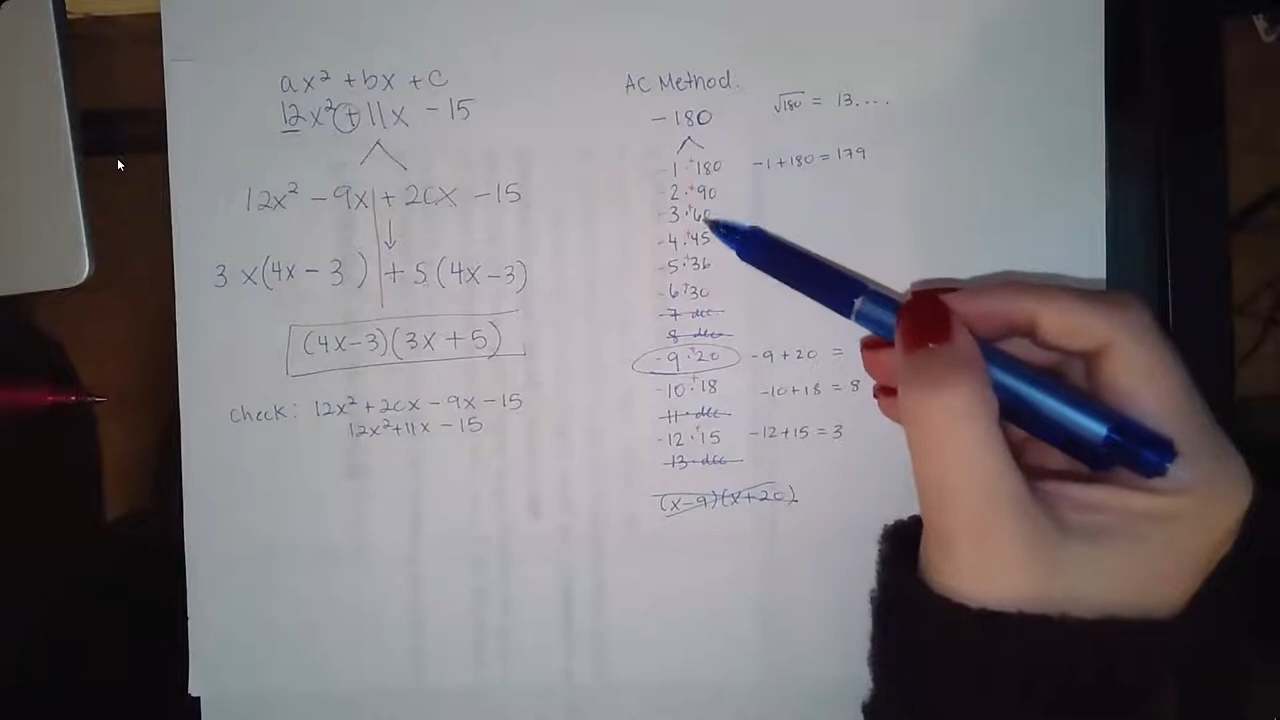 ax² + bx + c
12x² + 11x - 15
12x² - 9x + 20x - 15
3x(4x - 3) + 5(4x - 3)
(4x-3)(3x+5)
check: 12x² + 20x - 9x - 15
12x² + 11x - 15
AC Method.
-180
-1 · +180
-2 · +90
-3 · +60
-4 · +45
-5 · +36
-6 · +30
-7 dec
8 dec
-9 · +20
-10 · +18
11 dec
-12 · +15
13 dec
(x-9)(x+20)
√180 = 13....
-1 + 180 = 179
-9 + 20 =
-10 + 18 = 8
-12 + 15 = 3